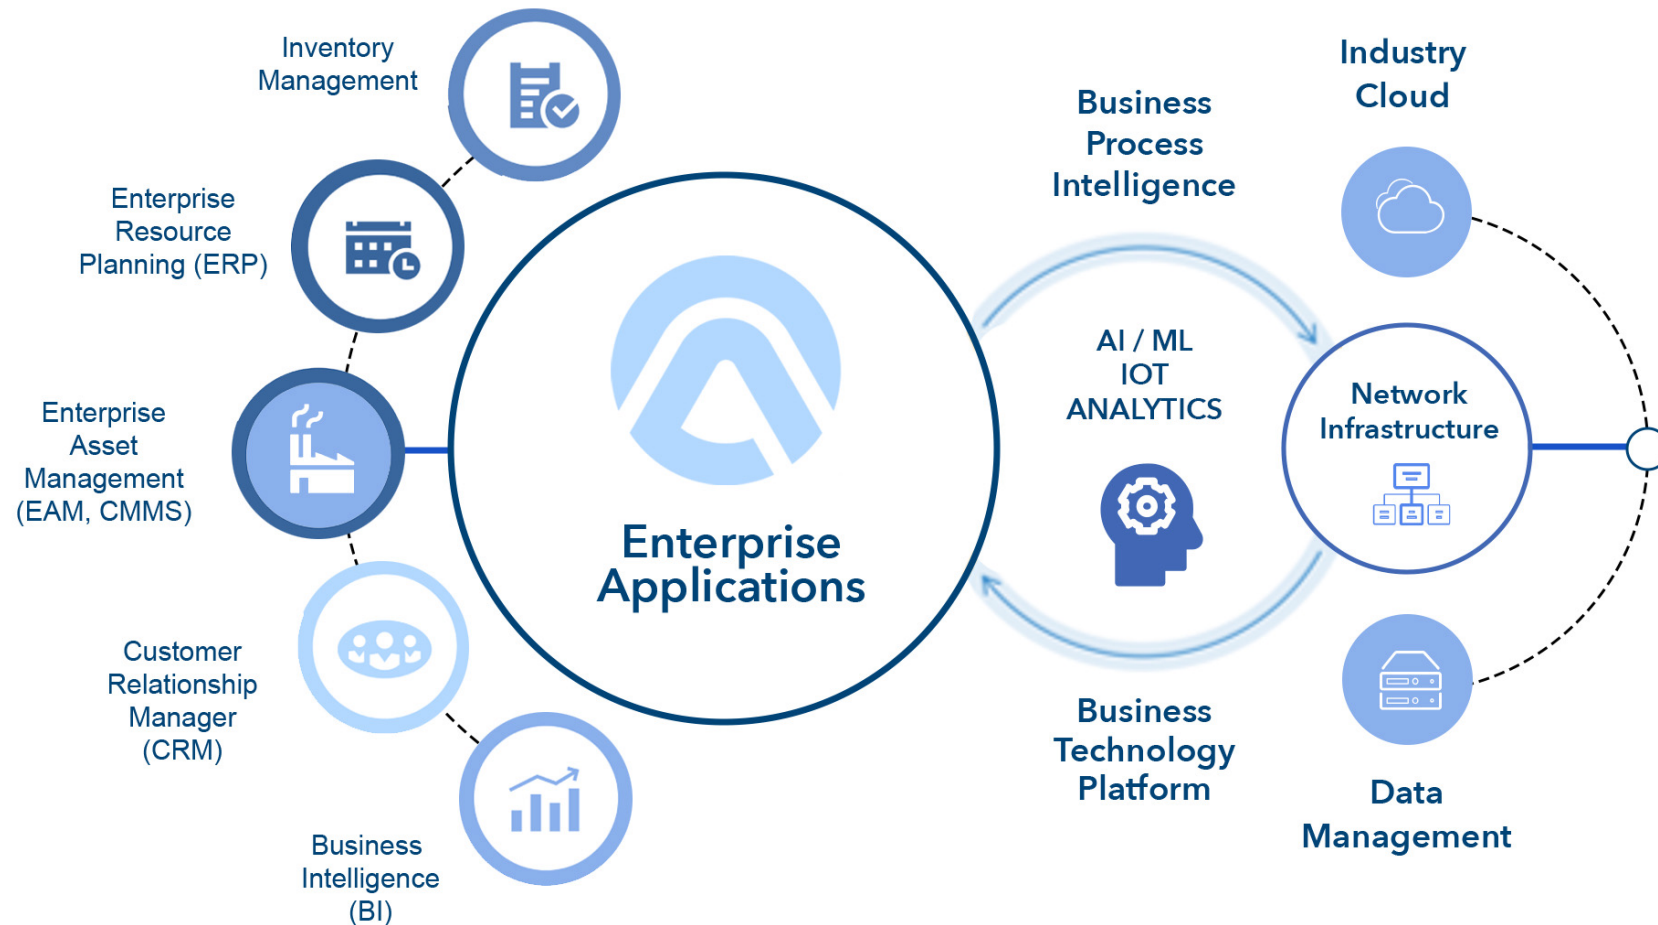 Inventory
Management
Enterprise
Resource
Planning (ERP)
Enterprise
Asset
Management
(EAM, CMMS)
Customer
Relationship
Manager
(CRM)
Business
Intelligence
(BI)
Enterprise
Applications
Business
Process
Intelligence
AI / ML
IOT
ANALYTICS
Business
Technology
Platform
Industry
Cloud
Network
Infrastructure
Data
Management